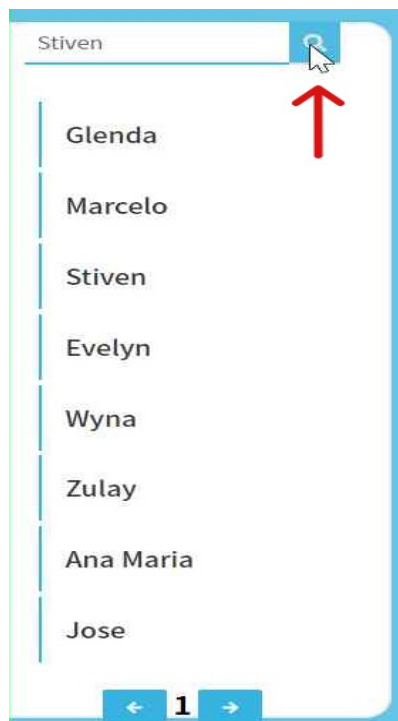 Stiven
Glenda
Marcelo
Stiven
Evelyn
Wyna
Zulay
Ana Maria
Jose
1